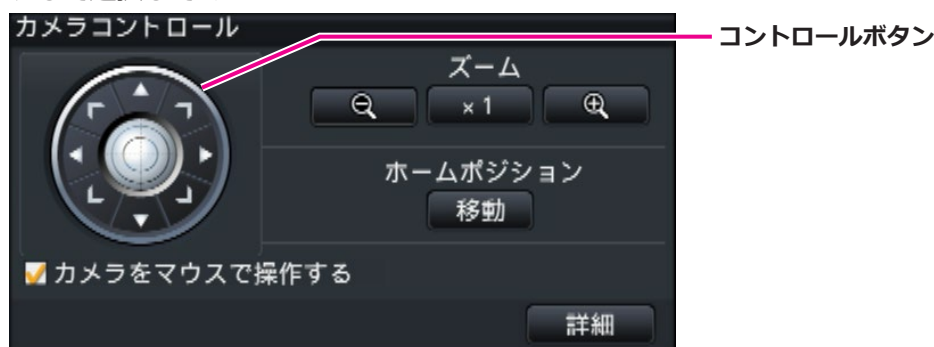 カメラコントロール
コントロールボタン
ズーム
×1
ホームポジション
移動
カメラをマウスで操作する
詳細